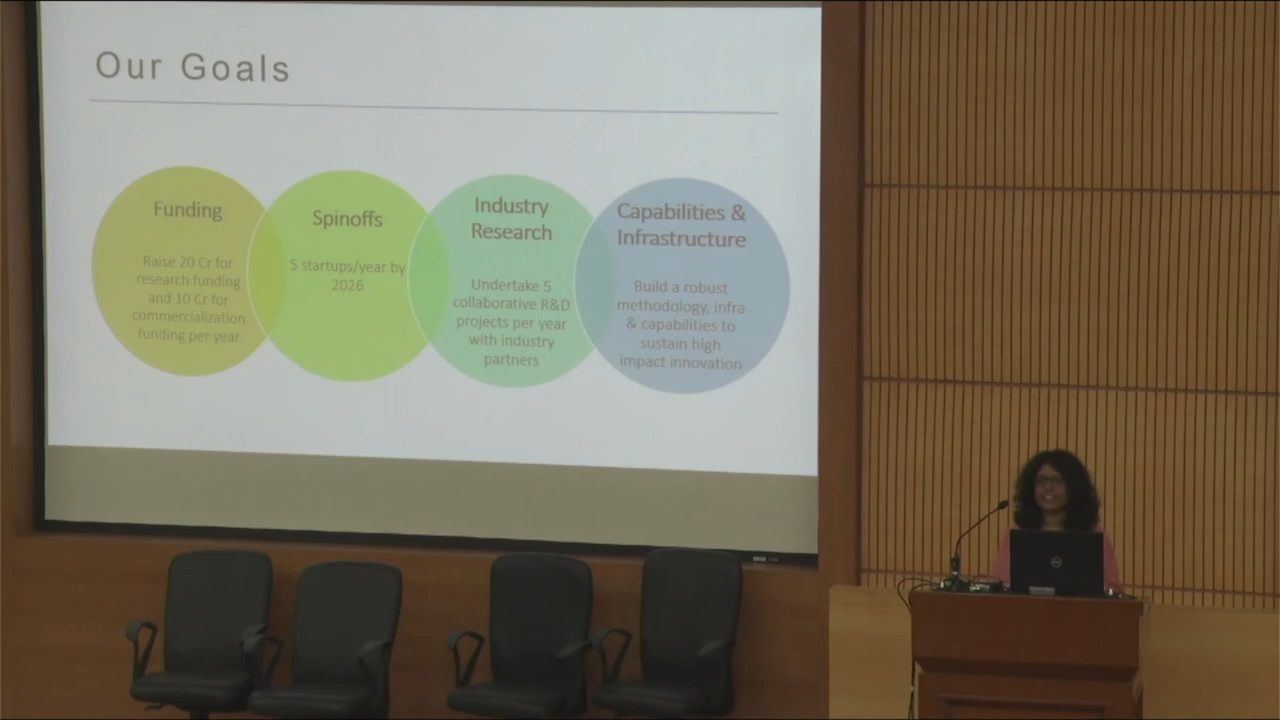 Our Goals
Funding
Raise 20 Cr for
research funding
and 10 Cr for
commercialization
funding per year
Spinoffs
5 startups/year by
2026
Industry
Research
Undertake 5
collaborative R&D
projects per year
with industry
partners
Capabilities &
Infrastructure
Build a robust
methodology, infra
& capabilities to
sustain high
impact innovation
DELL